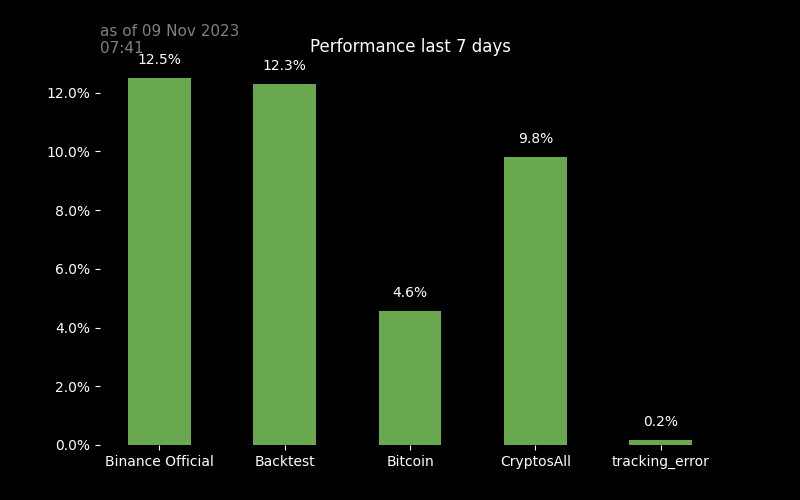 as of 09 Nov 2023
07:41
Performance last 7 days
12.5%
12.3%
4.6%
9.8%
0.2%
12.0%
10.0%
8.0%
6.0%
4.0%
2.0%
0.0%
Binance Official
Backtest
Bitcoin
CryptosAll
tracking_error